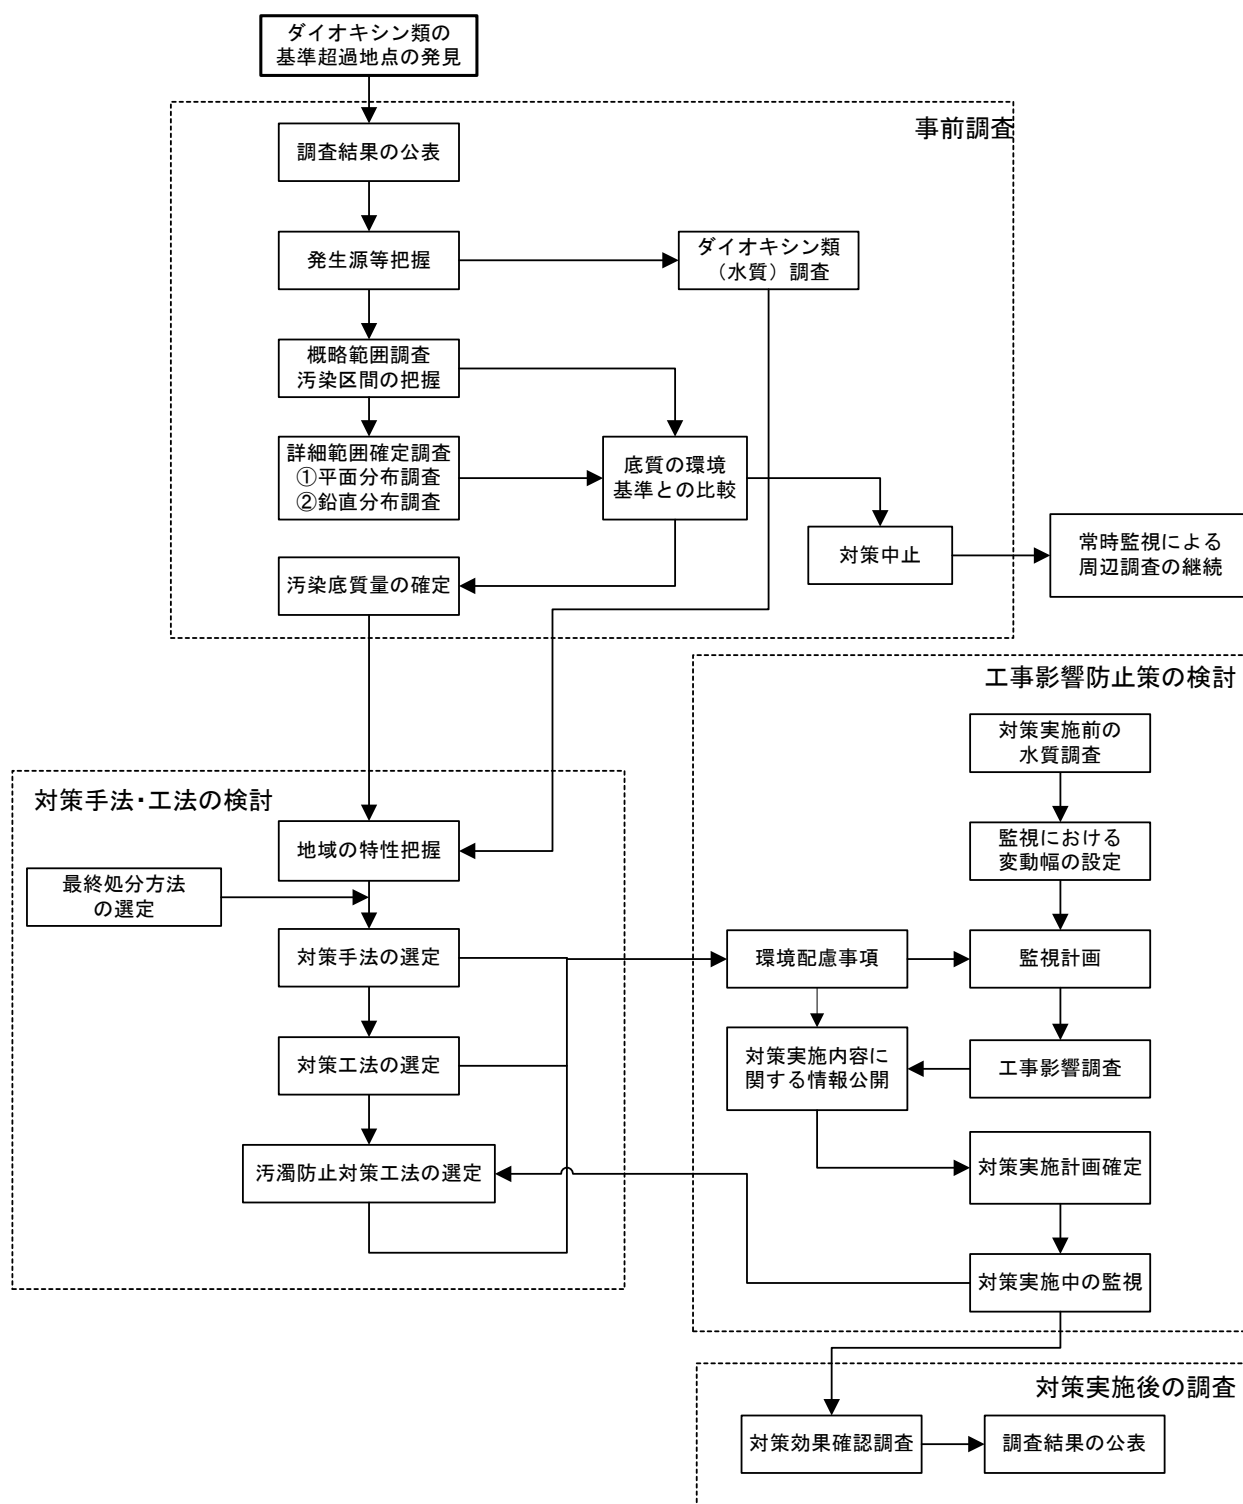 ダイオキシン類の
基準超過地点の発見
事前調査
調査結果の公表
発生源等把握
ダイオキシン類
（水質）調査
概略範囲調査
汚染区間の把握
詳細範囲確定調査
①平面分布調査
②鉛直分布調査
底質の環境
基準との比較
対策中止
常時監視による
周辺調査の継続
汚染底質量の確定
対策手法・工法の検討
地域の特性把握
最終処分方法
の選定
対策手法の選定
対策工法の選定
汚濁防止対策工法の選定
工事影響防止策の検討
対策実施前の
水質調査
監視における
変動幅の設定
環境配慮事項
監視計画
対策実施内容に
関する情報公開
工事影響調査
対策実施計画確定
対策実施中の監視
対策実施後の調査
対策効果確認調査
調査結果の公表